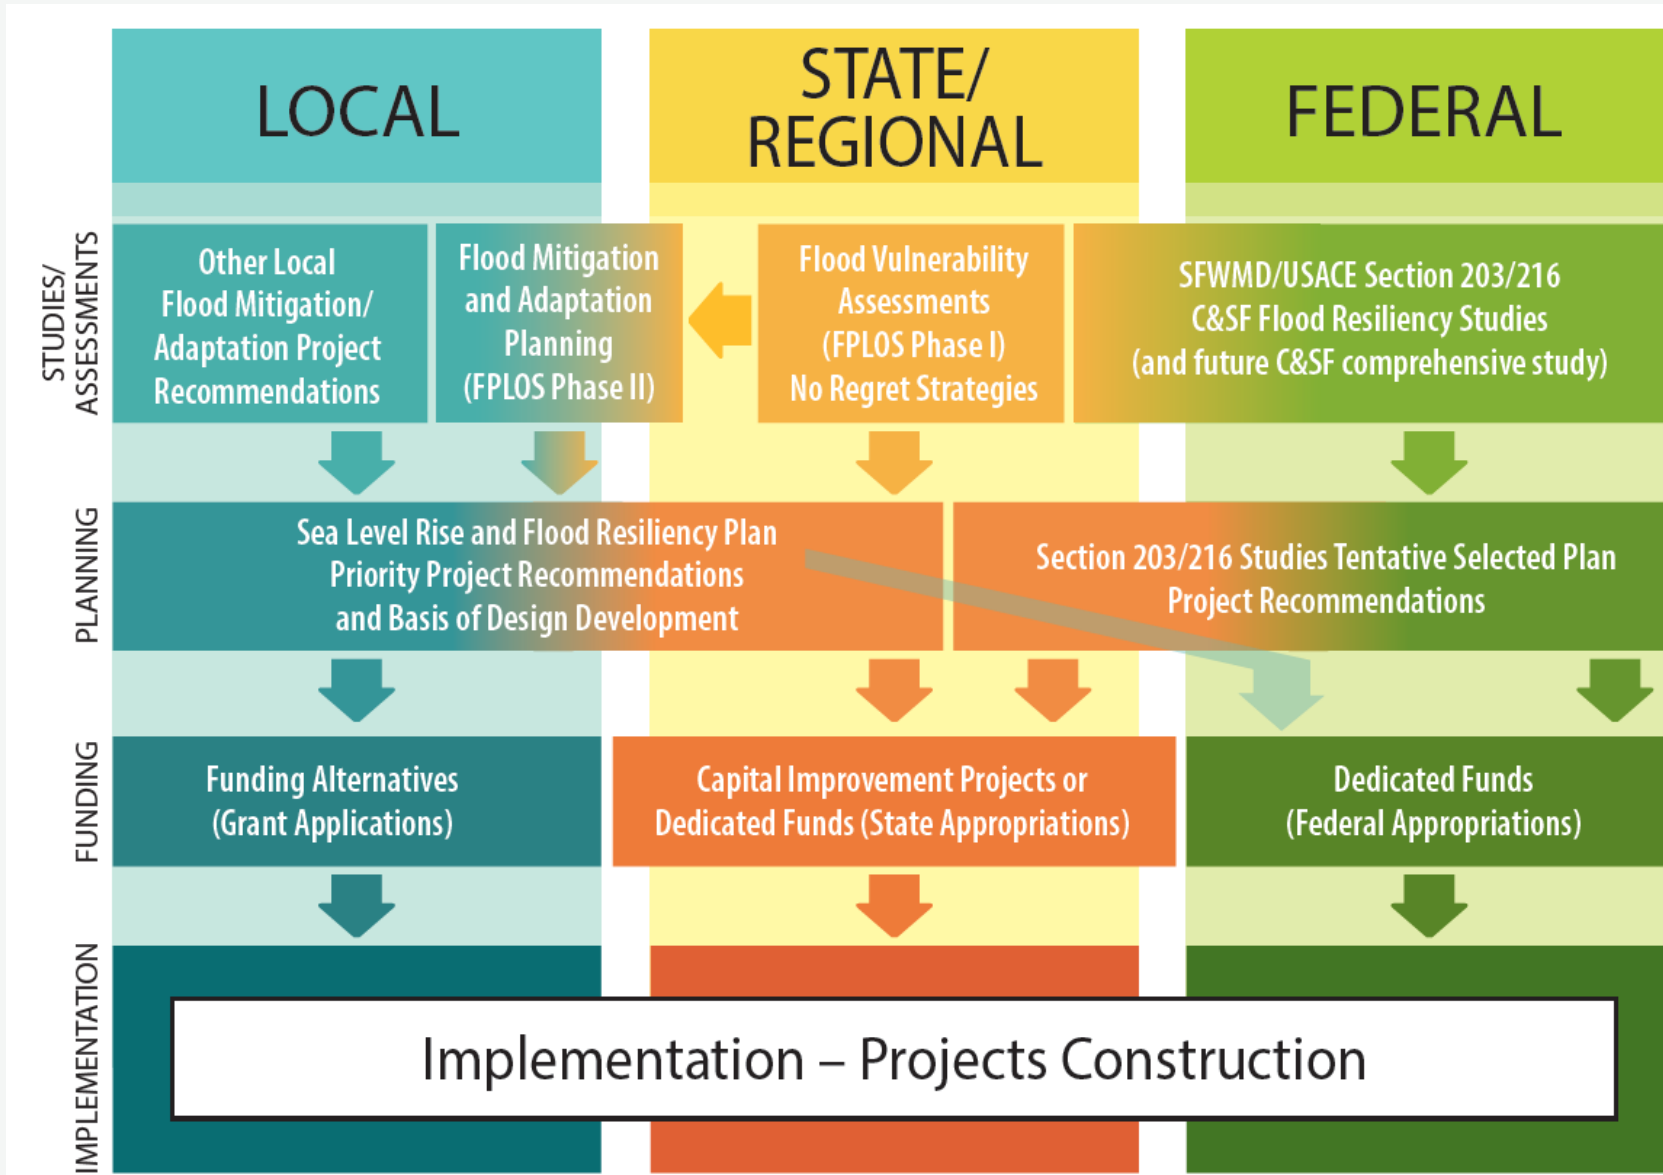 LOCAL
STATE/
REGIONAL
FEDERAL
STUDIES/
ASSESSMENTS
Other Local
Flood Mitigation/
Adaptation Project
Recommendations
Flood Mitigation
and Adaptation
Planning
(FPLOS Phase II)
Flood Vulnerability
Assessments
(FPLOS Phase I)
No Regret Strategies
SFWMD/USACE Section 203/216
C&SF Flood Resiliency Studies
(and future C&SF comprehensive study)
PLANNING
Sea Level Rise and Flood Resiliency Plan
Priority Project Recommendations
and Basis of Design Development
Section 203/216 Studies Tentative Selected Plan
Project Recommendations
FUNDING
Funding Alternatives
(Grant Applications)
Capital Improvement Projects or
Dedicated Funds (State Appropriations)
Dedicated Funds
(Federal Appropriations)
IMPLEMENTATION
Implementation – Projects Construction